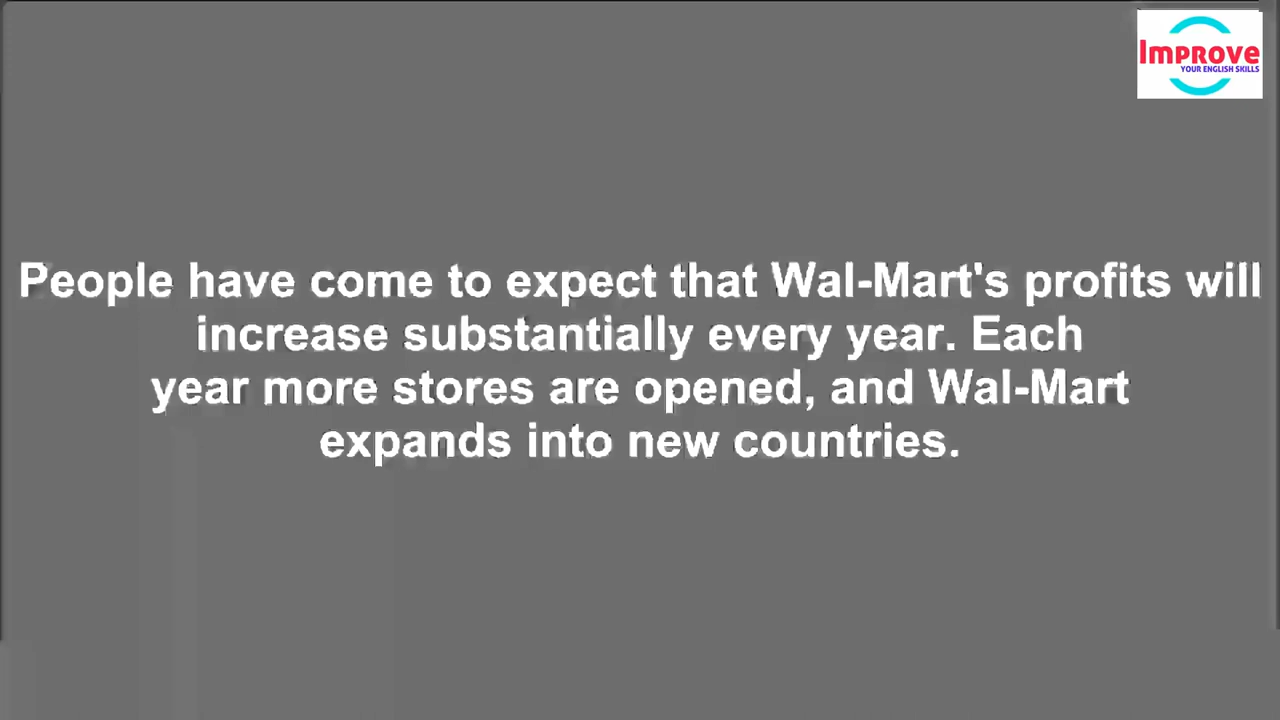 Improve
YOUR ENGLISH SKILLS
People have come to expect that Wal-Mart's profits will
increase substantially every year. Each
year more stores are opened, and Wal-Mart
expands into new countries.